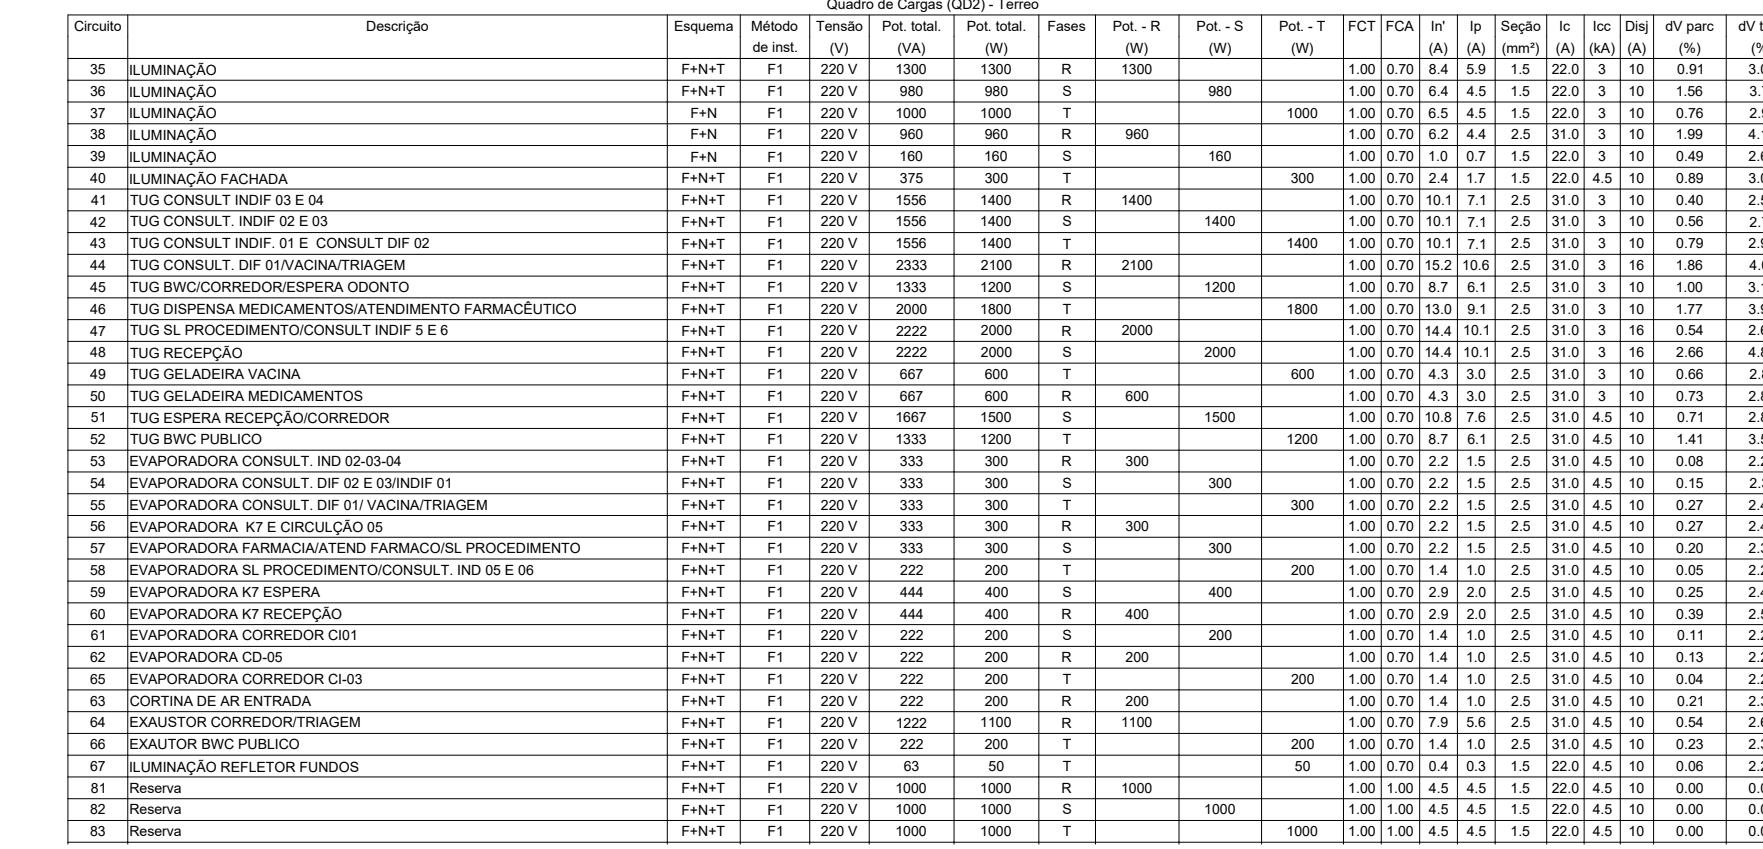 Quadro de Cargas (QD2) - Terreo
Circuito Descrição Esquema Método Tensão Pot. total. Pot. total. Fases Pot. - R Pot. - S Pot. - T FCT FCA In' Ip Seção Ic Icc Disj dV parc dV
de inst. (V) (VA) (W) (W) (W) (W) (A) (A) (mm²) (A) (kA) (A) (%)
35 ILUMINAÇÃO F+N+T F1 220 V 1300 1300 R 1300 1.00 0.70 8.4 5.9 1.5 22.0 3 10 0.91
36 ILUMINAÇÃO F+N+T F1 220 V 980 980 S 980 1.00 0.70 6.4 4.5 1.5 22.0 3 10 1.56
37 ILUMINAÇÃO F+N F1 220 V 1000 1000 T 1000 1.00 0.70 6.5 4.5 1.5 22.0 3 10 0.76
38 ILUMINAÇÃO F+N F1 220 V 960 960 R 960 1.00 0.70 6.2 4.4 2.5 31.0 3 10 1.99
39 ILUMINAÇÃO F+N F1 220 V 160 160 S 160 1.00 0.70 1.0 0.7 1.5 22.0 3 10 0.49
40 ILUMINAÇÃO FACHADA F+N+T F1 220 V 375 300 T 300 1.00 0.70 2.4 1.7 1.5 22.0 4.5 10 0.89
41 TUG CONSULT INDIF 03 E 04 F+N+T F1 220 V 1556 1400 R 1400 1.00 0.70 10.1 7.1 2.5 31.0 3 10 0.40
42 TUG CONSULT. INDIF 02 E 03 F+N+T F1 220 V 1556 1400 S 1400 1.00 0.70 10.1 7.1 2.5 31.0 3 10 0.56
43 TUG CONSULT INDIF. 01 E CONSULT DIF 02 F+N+T F1 220 V 1556 1400 T 1400 1.00 0.70 10.1 7.1 2.5 31.0 3 10 0.79
44 TUG CONSULT. DIF 01/VACINA/TRIAGEM F+N+T F1 220 V 2333 2100 R 2100 1.00 0.70 15.2 10.6 2.5 31.0 3 16 1.86
45 TUG BWC/CORREDOR/ESPERA ODONTO F+N+T F1 220 V 1333 1200 S 1200 1.00 0.70 8.7 6.1 2.5 31.0 3 10 1.00
46 TUG DISPENSA MEDICAMENTOS/ATENDIMENTO FARMACÊUTICO F+N+T F1 220 V 2000 1800 T 1800 1.00 0.70 13.0 9.1 2.5 31.0 3 10 1.77
47 TUG SL PROCEDIMENTO/CONSULT INDIF 5 E 6 F+N+T F1 220 V 2222 2000 R 2000 1.00 0.70 14.4 10.1 2.5 31.0 3 16 0.54
48 TUG RECEPÇÃO F+N+T F1 220 V 2222 2000 S 2000 1.00 0.70 14.4 10.1 2.5 31.0 3 16 2.66
49 TUG GELADEIRA VACINA F+N+T F1 220 V 667 600 T 600 1.00 0.70 4.3 3.0 2.5 31.0 3 10 0.66
50 TUG GELADEIRA MEDICAMENTOS F+N+T F1 220 V 667 600 R 600 1.00 0.70 4.3 3.0 2.5 31.0 3 10 0.73
51 TUG ESPERA RECEPÇÃO/CORREDOR F+N+T F1 220 V 1667 1500 S 1500 1.00 0.70 10.8 7.6 2.5 31.0 4.5 10 0.71
52 TUG BWC PUBLICO F+N+T F1 220 V 1333 1200 T 1200 1.00 0.70 8.7 6.1 2.5 31.0 4.5 10 1.41
53 EVAPORADORA CONSULT. IND 02-03-04 F+N+T F1 220 V 333 300 R 300 1.00 0.70 2.2 1.5 2.5 31.0 4.5 10 0.08
54 EVAPORADORA CONSULT. DIF 02 E 03/INDIF 01 F+N+T F1 220 V 333 300 S 300 1.00 0.70 2.2 1.5 2.5 31.0 4.5 10 0.15
55 EVAPORADORA CONSULT. DIF 01/ VACINA/TRIAGEM F+N+T F1 220 V 333 300 T 300 1.00 0.70 2.2 1.5 2.5 31.0 4.5 10 0.27
56 EVAPORADORA K7 E CIRCULÇÃO 05 F+N+T F1 220 V 333 300 R 300 1.00 0.70 2.2 1.5 2.5 31.0 4.5 10 0.27
57 EVAPORADORA FARMACIA/ATEND FARMACO/SL PROCEDIMENTO F+N+T F1 220 V 333 300 S 300 1.00 0.70 2.2 1.5 2.5 31.0 4.5 10 0.20
58 EVAPORADORA SL PROCEDIMENTO/CONSULT. IND 05 E 06 F+N+T F1 220 V 222 200 T 200 1.00 0.70 1.4 1.0 2.5 31.0 4.5 10 0.05
59 EVAPORADORA K7 ESPERA F+N+T F1 220 V 444 400 S 400 1.00 0.70 2.9 2.0 2.5 31.0 4.5 10 0.25
60 EVAPORADORA K7 RECEPÇÃO F+N+T F1 220 V 444 400 R 400 1.00 0.70 2.9 2.0 2.5 31.0 4.5 10 0.39
61 EVAPORADORA CORREDOR CI01 F+N+T F1 220 V 222 200 S 200 1.00 0.70 1.4 1.0 2.5 31.0 4.5 10 0.11
62 EVAPORADORA CD-05 F+N+T F1 220 V 222 200 R 200 1.00 0.70 1.4 1.0 2.5 31.0 4.5 10 0.13
65 EVAPORADORA CORREDOR CI-03 F+N+T F1 220 V 222 200 T 200 1.00 0.70 1.4 1.0 2.5 31.0 4.5 10 0.04
63 CORTINA DE AR ENTRADA F+N+T F1 220 V 222 200 R 200 1.00 0.70 1.4 1.0 2.5 31.0 4.5 10 0.21
64 EXAUSTOR CORREDOR/TRIAGEM F+N+T F1 220 V 1222 1100 R 1100 1.00 0.70 7.9 5.6 2.5 31.0 4.5 10 0.54
66 EXAUTOR BWC PUBLICO F+N+T F1 220 V 222 200 T 200 1.00 0.70 1.4 1.0 2.5 31.0 4.5 10 0.23
67 ILUMINAÇÃO REFLETOR FUNDOS F+N+T F1 220 V 63 50 T 50 1.00 0.70 0.4 0.3 1.5 22.0 4.5 10 0.06
81 Reserva F+N+T F1 220 V 1000 1000 R 1000 1.00 1.00 4.5 4.5 1.5 22.0 4.5 10 0.00
82 Reserva F+N+T F1 220 V 1000 1000 S 1000 1.00 1.00 4.5 4.5 1.5 22.0 4.5 10 0.00
83 Reserva F+N+T F1 220 V 1000 1000 T 1000 1.00 1.00 4.5 4.5 1.5 22.0 4.5 10 0.00